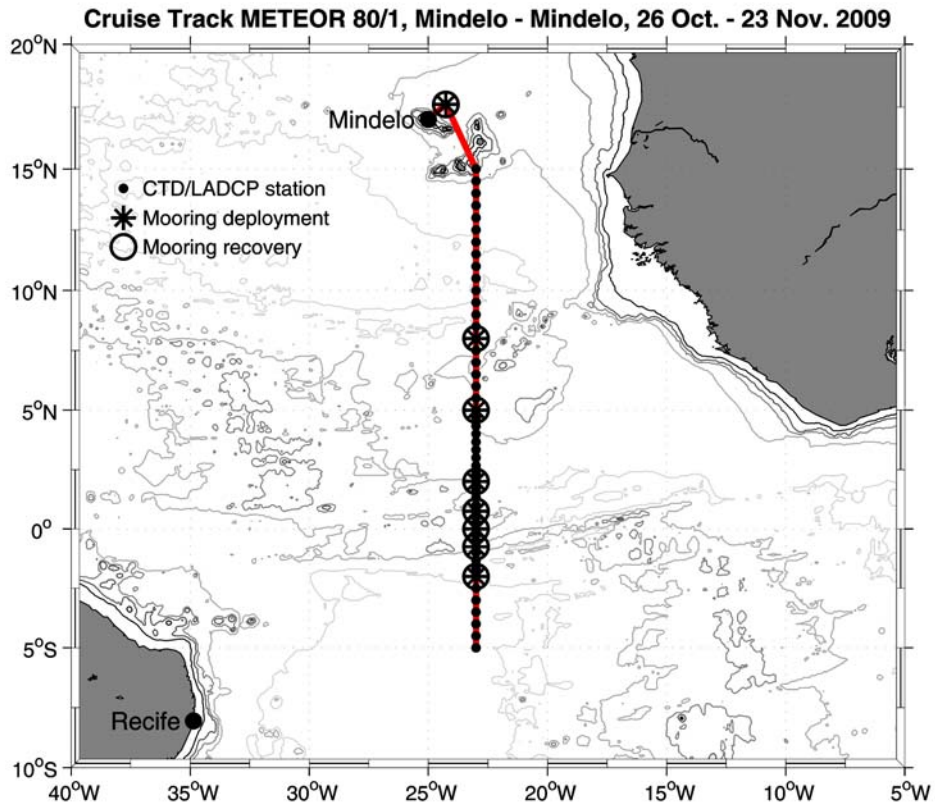 Cruise Track METEOR 80/1, Mindelo - Mindelo, 26 Oct. - 23 Nov. 2009
20°N
Mindelo
15°N
CTD/LADCP station
Mooring deployment
Mooring recovery
10°N
5°N
0°
5°S
Recife
10°S
40°W 35°W 30°W 25°W 20°W 15°W 10°W 5°W